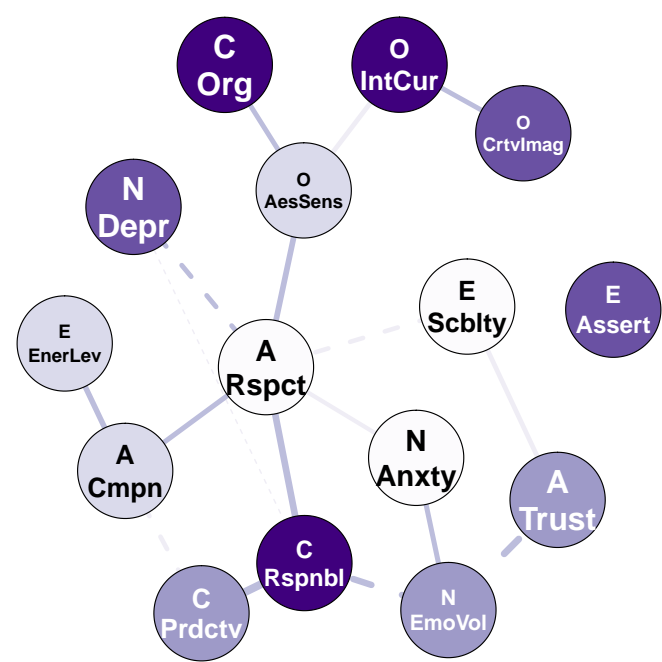 C
Org
O
IntCur
O
CrtvImag
O
AesSens
N
Depr
E
Scblty
E
Assert
E
EnerLev
A
Rspct
A
Cmpn
N
Anxty
A
Trust
C
Rspnbl
C
Prdctv
N
EmoVol